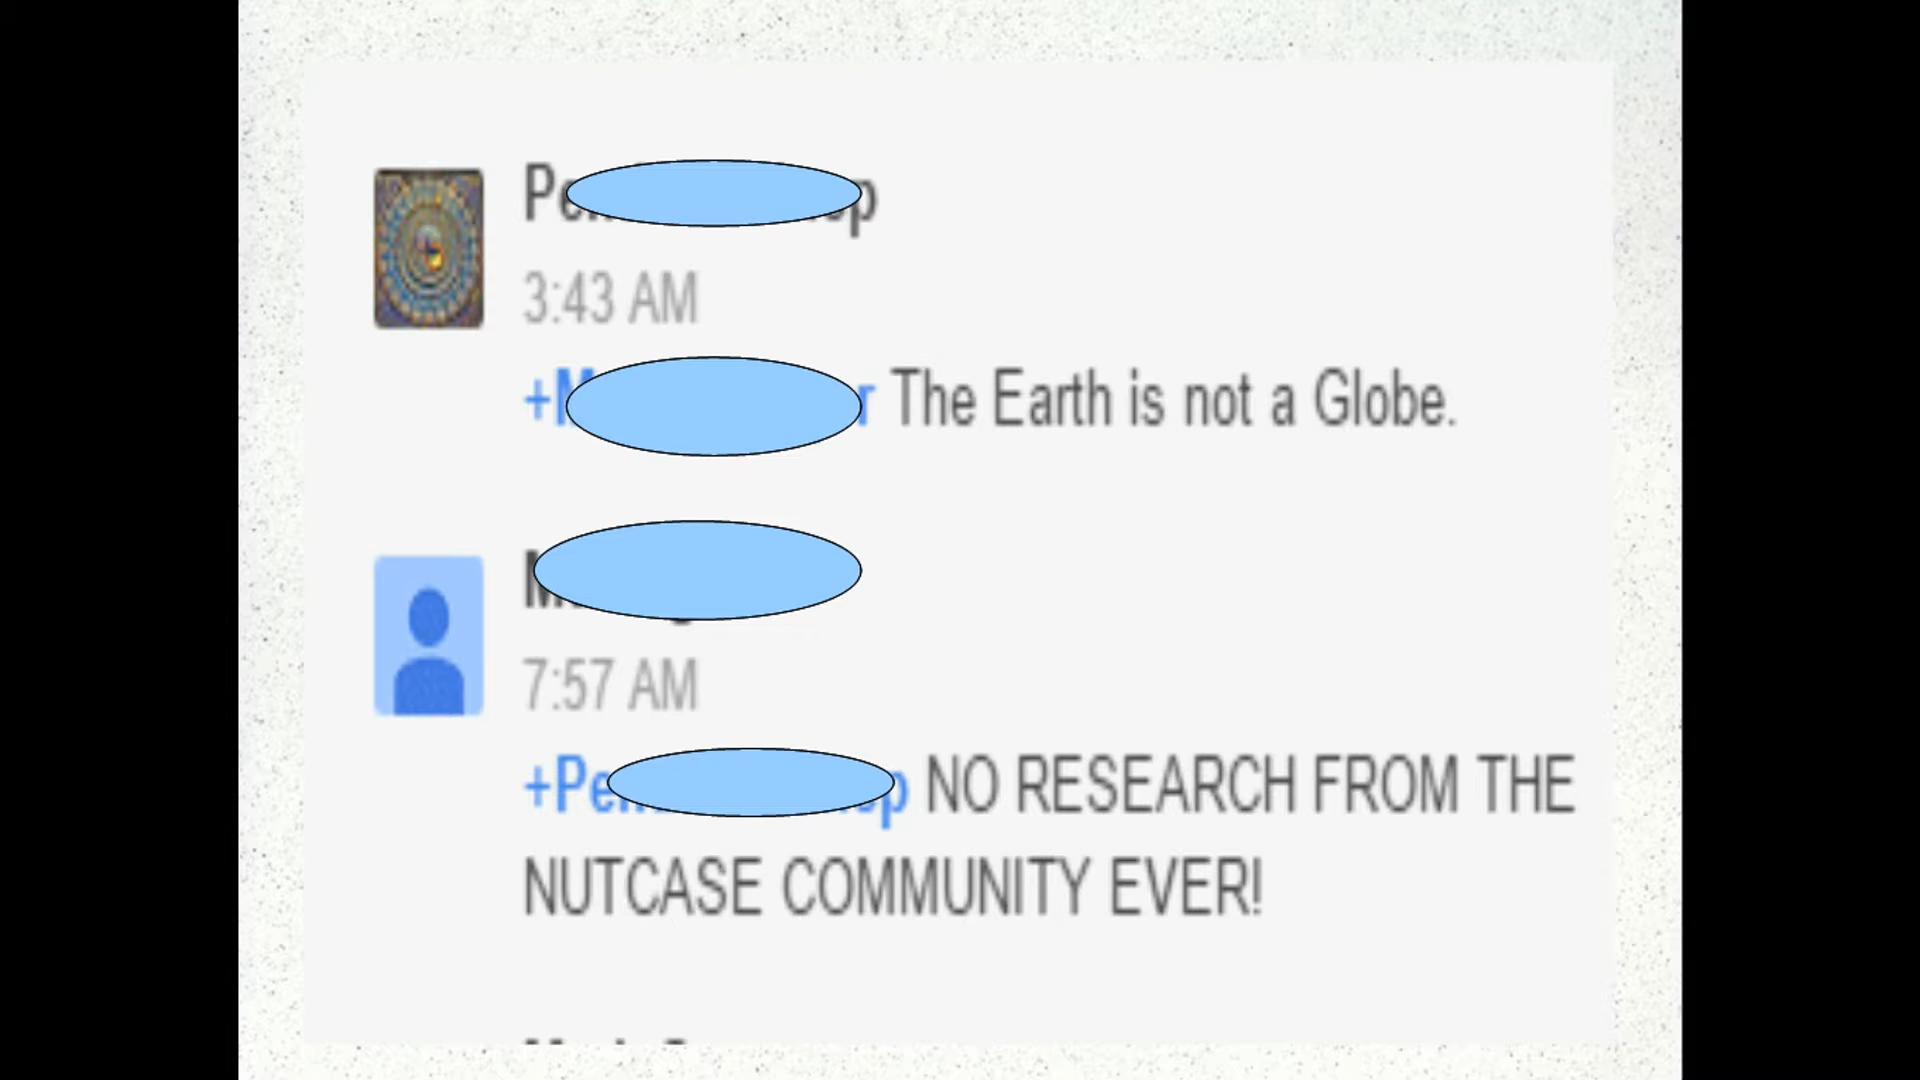 3:43 AM
The Earth is not a Globe.
7:57 AM
NO RESEARCH FROM THE
NUTCASE COMMUNITY EVER!